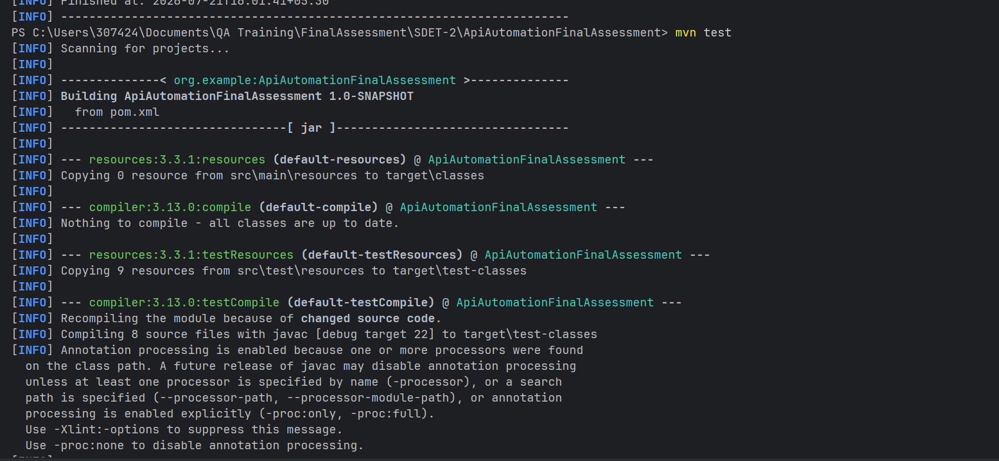 [INFO] Finished at: 2026-07-21T18:01:41+05:30
[INFO] ------------------------------------------------------------------------
PS C:\Users\307424\Documents\QA Training\FinalAssessment\SDET-2\ApiAutomationFinalAssessment> mvn test
[INFO] Scanning for projects...
[INFO]
[INFO] --------------< org.example:ApiAutomationFinalAssessment >--------------
[INFO] Building ApiAutomationFinalAssessment 1.0-SNAPSHOT
[INFO]   from pom.xml
[INFO] --------------------------------[ jar ]---------------------------------
[INFO]
[INFO] --- resources:3.3.1:resources (default-resources) @ ApiAutomationFinalAssessment ---
[INFO] Copying 0 resource from src\main\resources to target\classes
[INFO]
[INFO] --- compiler:3.13.0:compile (default-compile) @ ApiAutomationFinalAssessment ---
[INFO] Nothing to compile - all classes are up to date.
[INFO]
[INFO] --- resources:3.3.1:testResources (default-testResources) @ ApiAutomationFinalAssessment ---
[INFO] Copying 9 resources from src\test\resources to target\test-classes
[INFO]
[INFO] --- compiler:3.13.0:testCompile (default-testCompile) @ ApiAutomationFinalAssessment ---
[INFO] Recompiling the module because of changed source code.
[INFO] Compiling 8 source files with javac [debug target 22] to target\test-classes
[INFO] Annotation processing is enabled because one or more processors were found
  on the class path. A future release of javac may disable annotation processing
  unless at least one processor is specified by name (-processor), or a search
  path is specified (--processor-path, --processor-module-path), or annotation
  processing is enabled explicitly (-proc:only, -proc:full).
  Use -Xlint:-options to suppress this message.
  Use -proc:none to disable annotation processing.